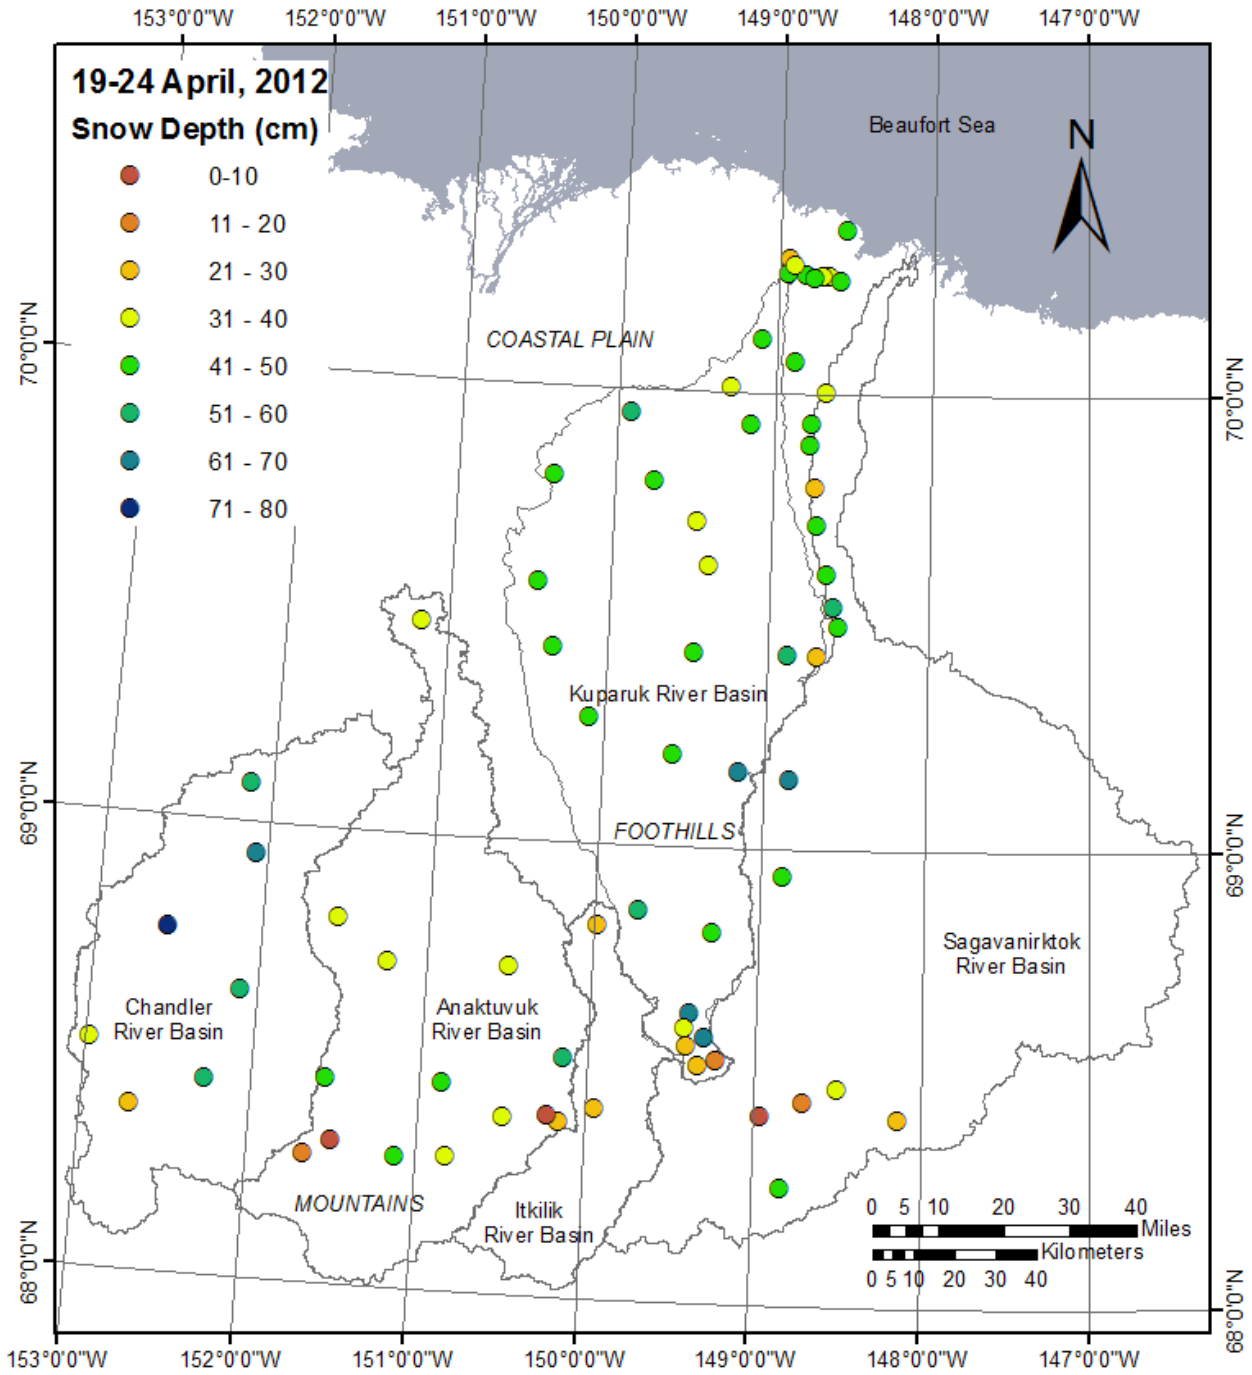 153°0'0"W 152°0'0"W 151°0'0"W 150°0'0"W 149°0'0"W 148°0'0"W 147°0'0"W
19-24 April, 2012
Snow Depth (cm)
0-10
11 - 20
21 - 30
31 - 40
41 - 50
51 - 60
61 - 70
71 - 80
Beaufort Sea
N
COASTAL PLAIN
70°0'0"N
70°0'0"N
Kuparuk River Basin
69°0'0"N
69°0'0"N
FOOTHILLS
Sagavanirktok
River Basin
Chandler
River Basin
Anaktuvuk
River Basin
MOUNTAINS
Itkilik
River Basin
0 5 10 20 30 40
Miles
Kilometers
0 5 10 20 30 40
68°0'0"N
68°0'0"N
153°0'0"W 152°0'0"W 151°0'0"W 150°0'0"W 149°0'0"W 148°0'0"W 147°0'0"W